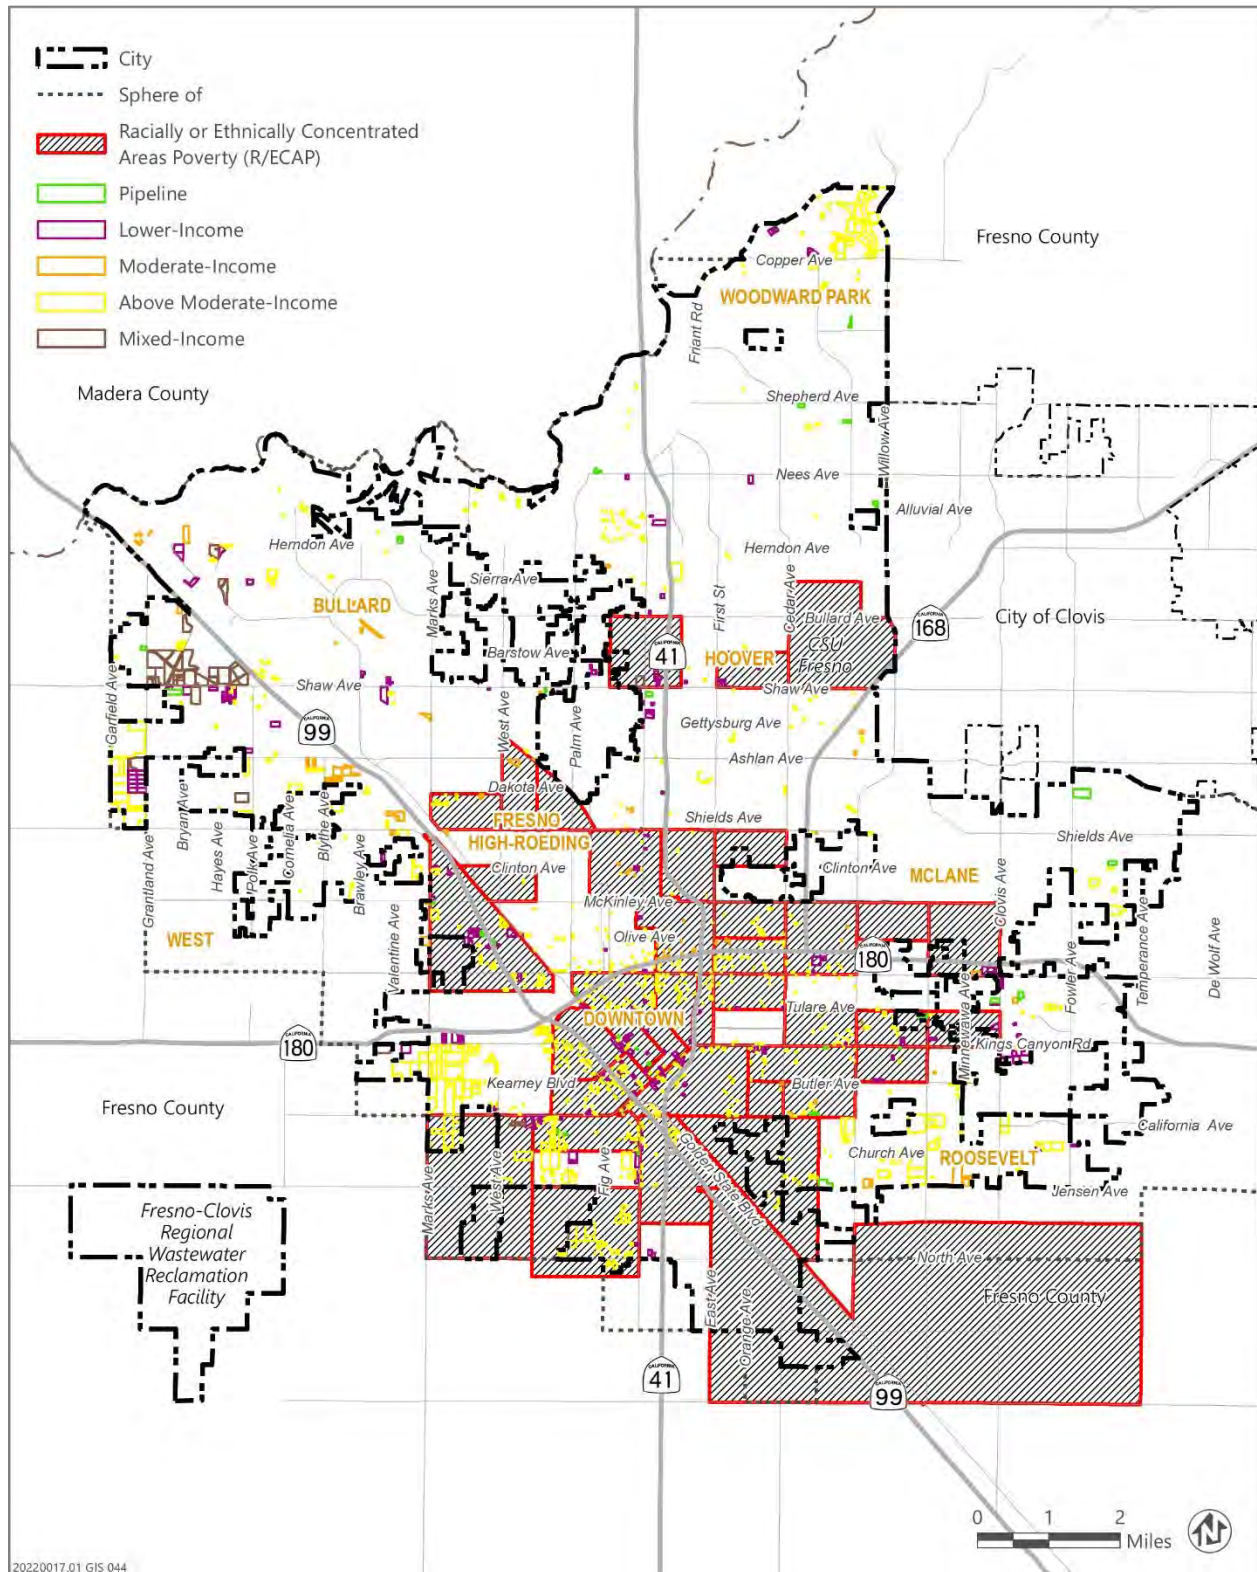 City
Sphere of
Racially or Ethnically Concentrated
Areas Poverty (R/ECAP)
Pipeline
Lower-Income
Moderate-Income
Above Moderate-Income
Mixed-Income
Fresno County
Copper Ave
WOODWARD PARK
Friant Rd
Madera County
Shepherd Ave
Willow Ave
Nees Ave
Alluvial Ave
Herndon Ave
Herndon Ave
Marks Ave
Sierra Ave
First St
Cedar Ave
BULLARD
Bullard Ave
CALIFORNIA
168
City of Clovis
Barstow Ave
CALIFORNIA
41
HOOVER
CSU
Fresno
Garfield Ave
Shaw Ave
Shaw Ave
West Ave
Palm Ave
Gettysburg Ave
CALIFORNIA
99
Ashlan Ave
Dakota Ave
FRESNO
HIGH-ROEDING
Shields Ave
Shields Ave
Grantland Ave
Bryan Ave
Hayes Ave
Polk Ave
Cornelia Ave
Blythe Ave
Brawley Ave
Clinton Ave
Clinton Ave
MCLANE
Clovis Ave
McKinley Ave
WEST
Valentine Ave
Olive Ave
CALIFORNIA
180
Minnewawa Ave
Fowler Ave
Temperance Ave
De Wolf Ave
DOWNTOWN
Tulare Ave
CALIFORNIA
180
Kings Canyon Rd
Kearney Blvd
Butler Ave
Fresno County
California Ave
Marks Ave
West Ave
Fig Ave
Golden State Blvd
Church Ave
ROOSEVELT
Jensen Ave
Fresno-Clovis
Regional
Wastewater
Reclamation
Facility
North Ave
East Ave
Orange Ave
Fresno County
CALIFORNIA
41
CALIFORNIA
99
0 1 2
Miles
N
20220017.01 GIS 044